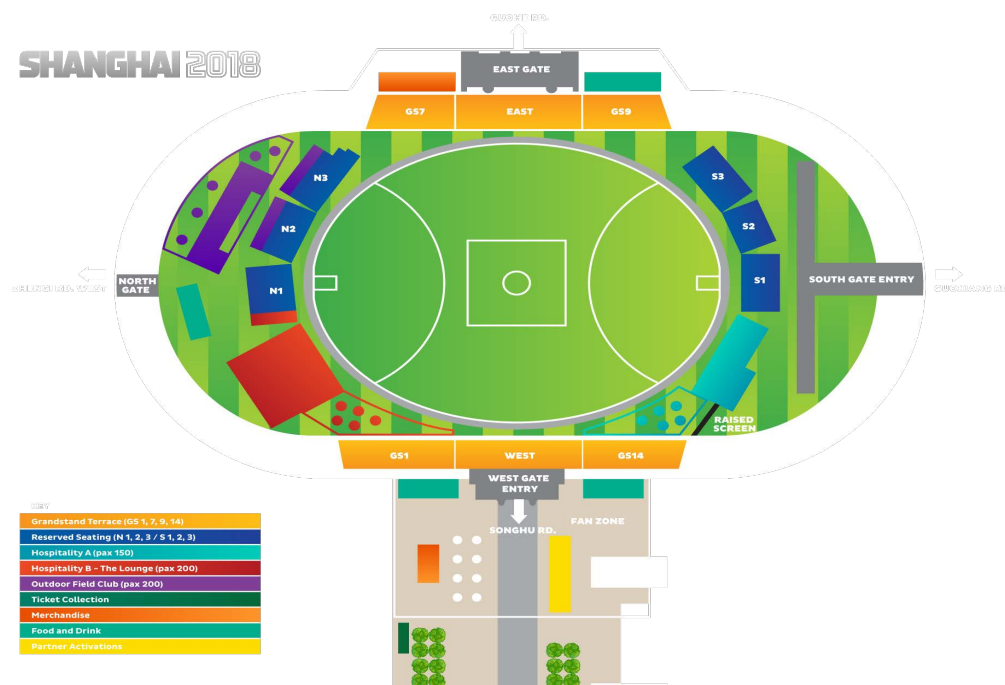 GUOKE RD.
SHANGHAI 2018
EAST GATE
GS7
EAST
GS9
N3
S3
N2
S2
N1
S1
NORTH
GATE
SOUTH GATE ENTRY
RAISED
SCREEN
GS1
WEST
GS14
WEST GATE
ENTRY
SONGHU RD.
FAN ZONE
KEY
Grandstand Terrace (GS 1, 7, 9, 14)
Reserved Seating (N 1, 2, 3 / S 1, 2, 3)
Hospitality A (pax 150)
Hospitality B – The Lounge (pax 200)
Outdoor Field Club (pax 200)
Ticket Collection
Merchandise
Food and Drink
Partner Activations